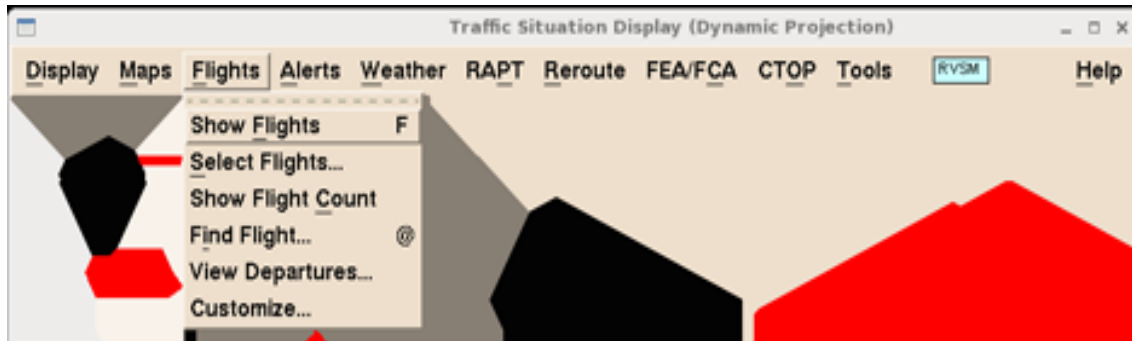 Traffic Situation Display (Dynamic Projection)
Display Maps Flights Alerts Weather RAPT Reroute FEA/FCA CTOP Tools RVSM Help
Show Flights F
Select Flights...
Show Flight Count
Find Flight... @
View Departures...
Customize...